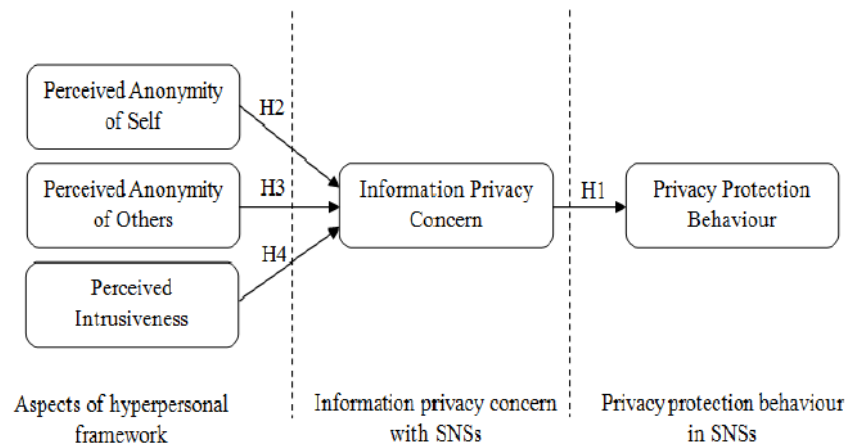 Perceived Anonymity
of Self
H2
Perceived Anonymity
of Others
H3
Perceived
Intrusiveness
H4
Information Privacy
Concern
H1
Privacy Protection
Behaviour
Aspects of hyperpersonal
framework
Information privacy concern
with SNSs
Privacy protection behaviour
in SNSs